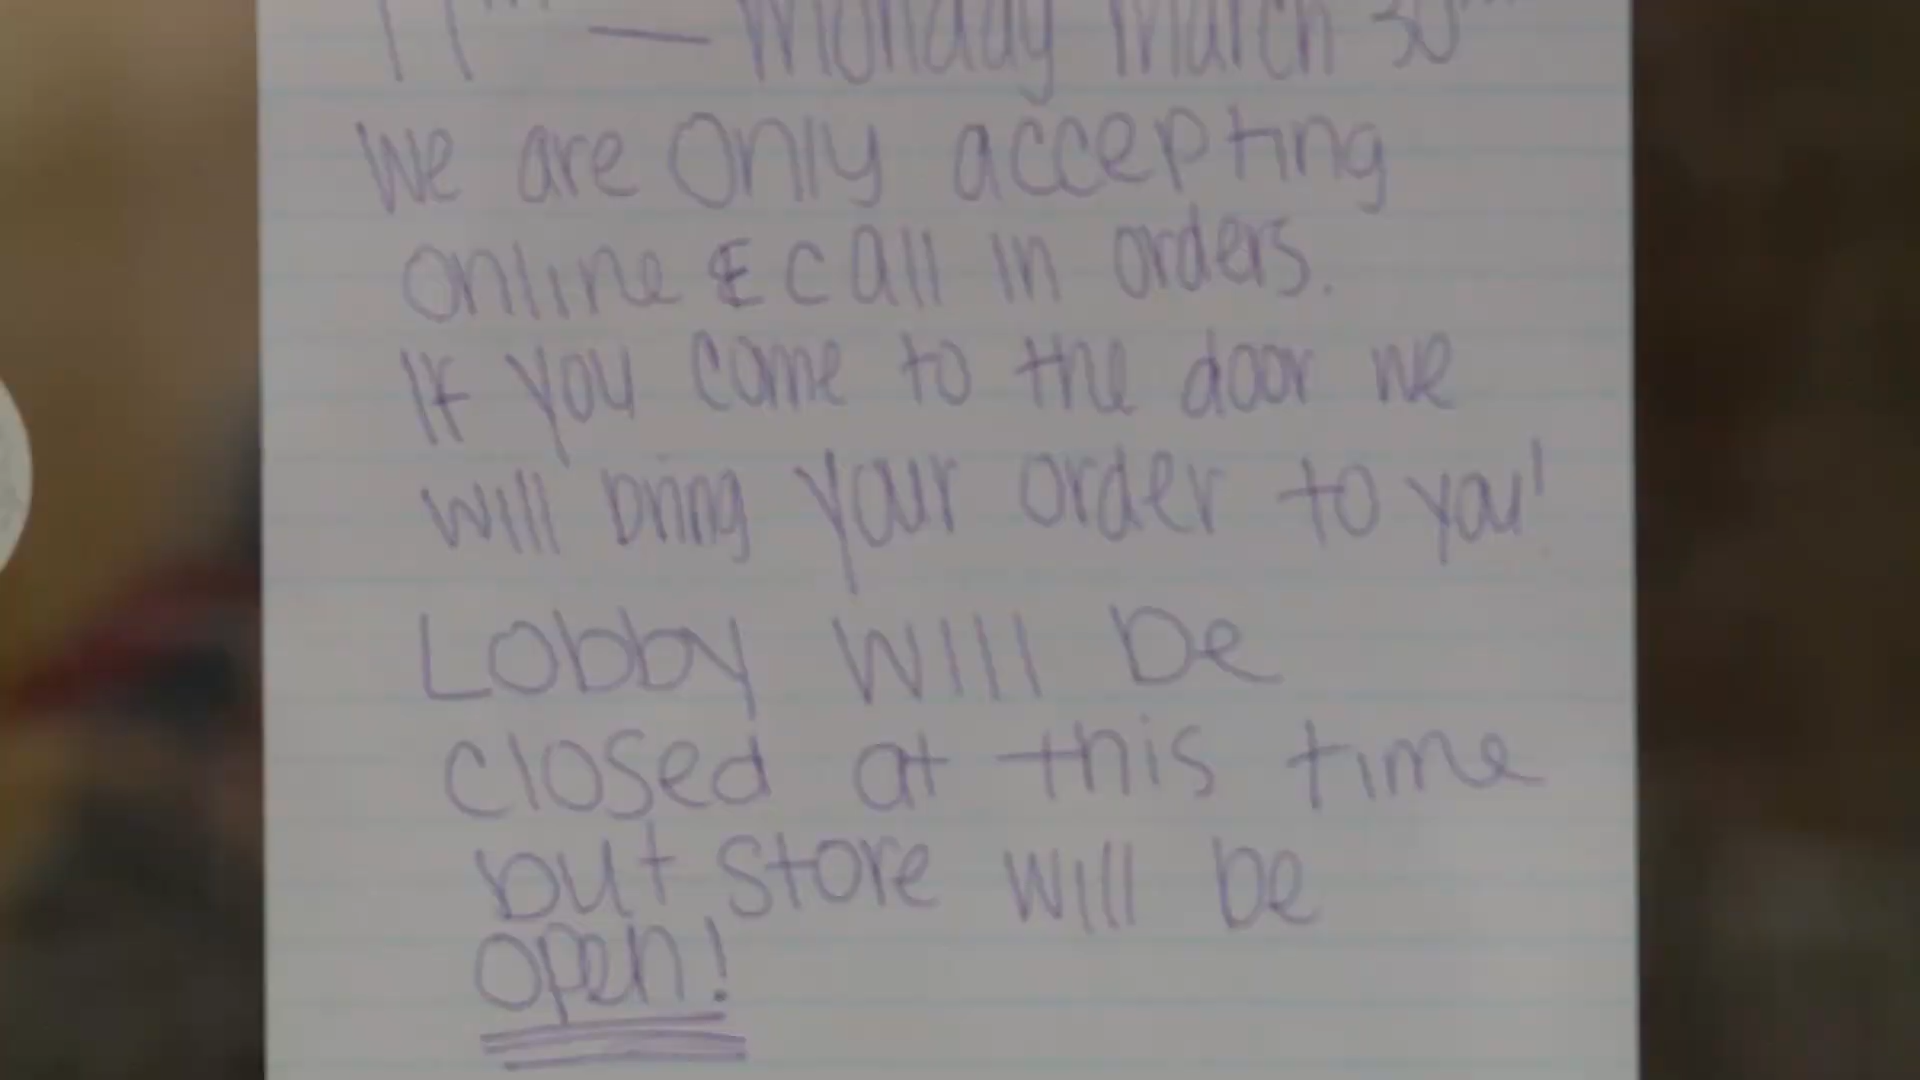 — Monday March 30th
We are only accepting
online & call in orders.
If you come to the door we
will bring your order to you!
Lobby will be
closed at this time
but store will be
open!